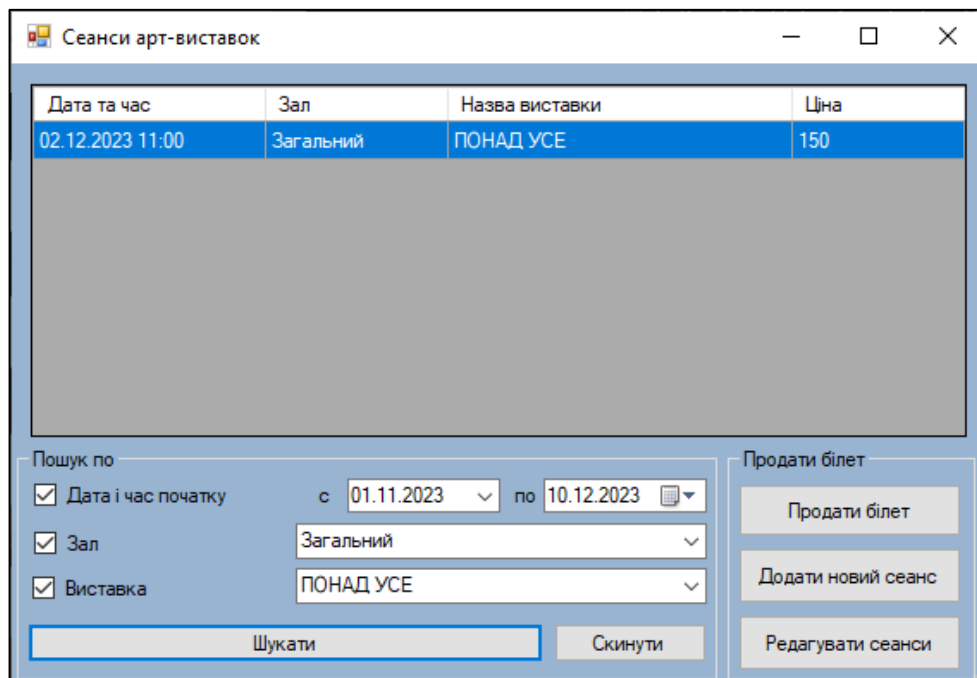 Сеанси арт-виставок
Дата та час Зал Назва виставки Ціна
02.12.2023 11:00 Загальний ПОНАД УСЕ 150
Пошук по
Дата і час початку с 01.11.2023 по 10.12.2023
Зал Загальний
Виставка ПОНАД УСЕ
Шукати Скинути
Продати білет
Продати білет
Додати новий сеанс
Редагувати сеанси